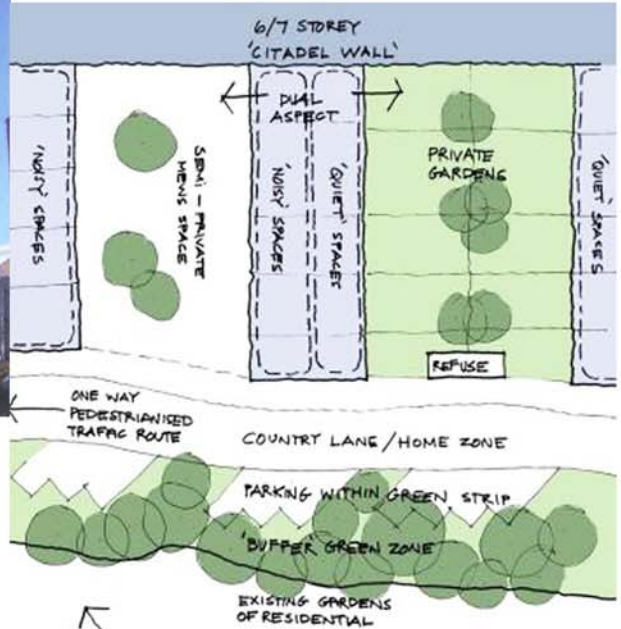 6/7 STOREY
'CITADEL WALL'
DUAL
ASPECT
'NOISY' SPACES
SEMI - PRIVATE
MEWS SPACE
'NOISY' SPACES
'QUIET' SPACES
PRIVATE
GARDENS
'QUIET' SPACES
REFUSE
ONE WAY
PEDESTRIANISED
TRAFFIC ROUTE
COUNTRY LANE/HOME ZONE
PARKING WITHIN GREEN STRIP
'BUFFER' GREEN ZONE
EXISTING GARDENS
OF RESIDENTIAL